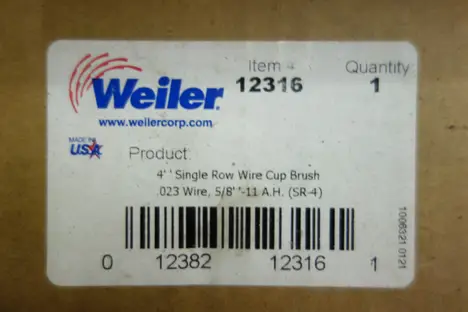 Weiler
www.weilercorp.com
Item #
12316
Quantity
1
MADE IN
USA
Product:
4'' Single Row Wire Cup Brush
.023 Wire, 5/8''-11 A.H. (SR-4)
0 12382 12316 1
1006321 0121